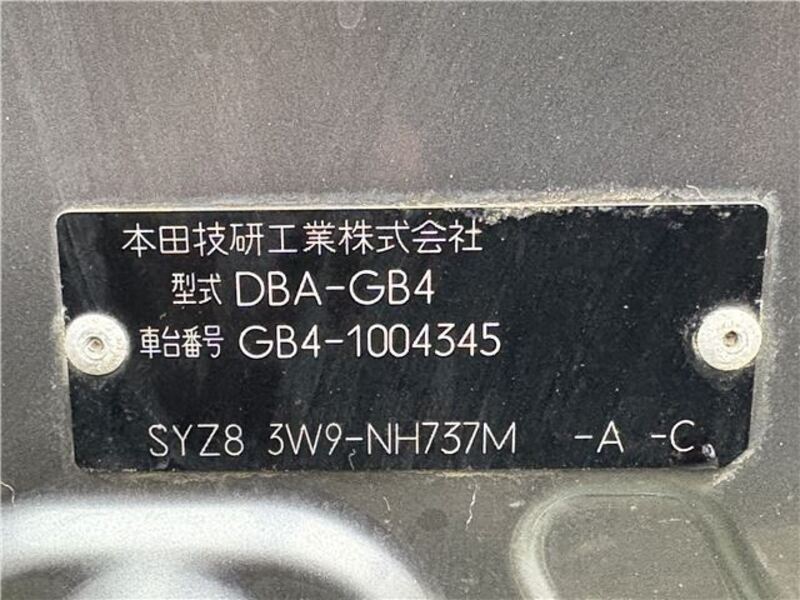 本田技研工業株式会社
型式 DBA-GB4
車台番号 GB4-1004345
SYZ8 3W9-NH737M -A -C